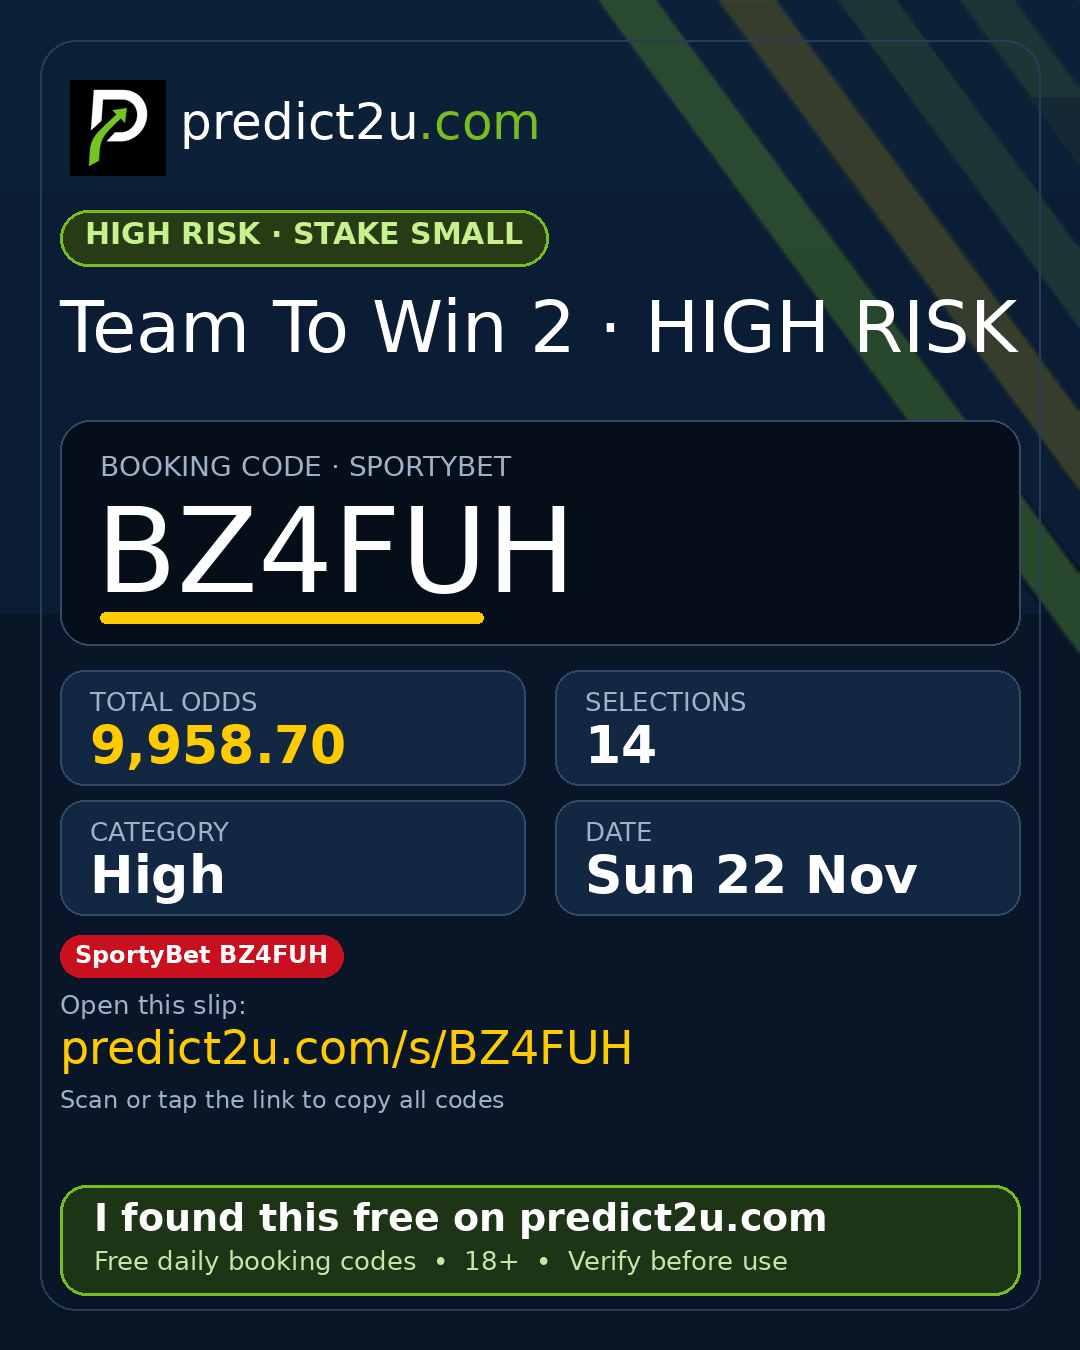 predict2u.com
HIGH RISK · STAKE SMALL
Team To Win 2 · HIGH RISK
BOOKING CODE · SPORTYBET
BZ4FUH
TOTAL ODDS
9,958.70
SELECTIONS
14
CATEGORY
High
DATE
Sun 22 Nov
SportyBet BZ4FUH
Open this slip:
predict2u.com/s/BZ4FUH
Scan or tap the link to copy all codes
I found this free on predict2u.com
Free daily booking codes • 18+ • Verify before use